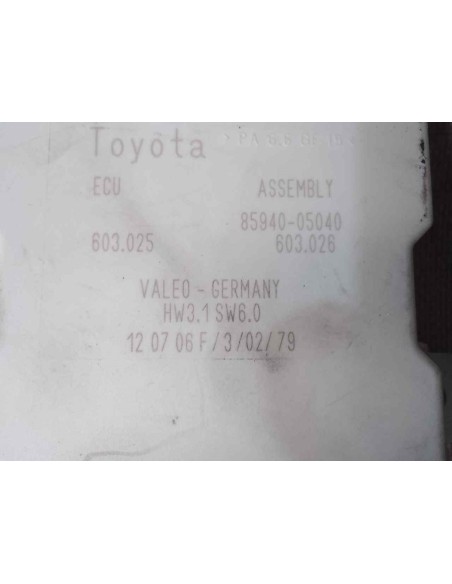 Toyota
ECU ASSEMBLY
85940-05040
603.025 603.026
VALEO - GERMANY
HW3.1 SW6.0
12 07 06 F / 3 / 02 / 79